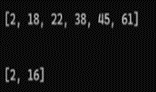 [2, 18, 22, 38, 45, 61]
[2, 16]